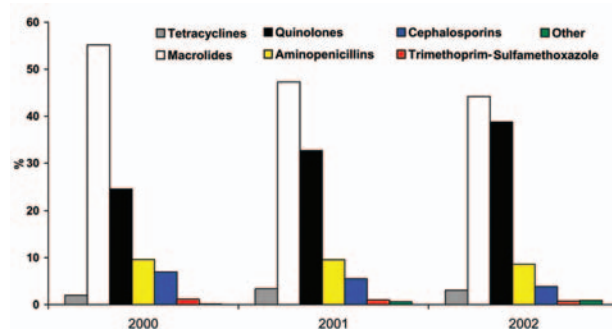 Tetracyclines Quinolones Cephalosporins Other
Macrolides Aminopenicillins Trimethoprim-Sulfamethoxazole
60
50
40
30
20
10
0
%
2000 2001 2002